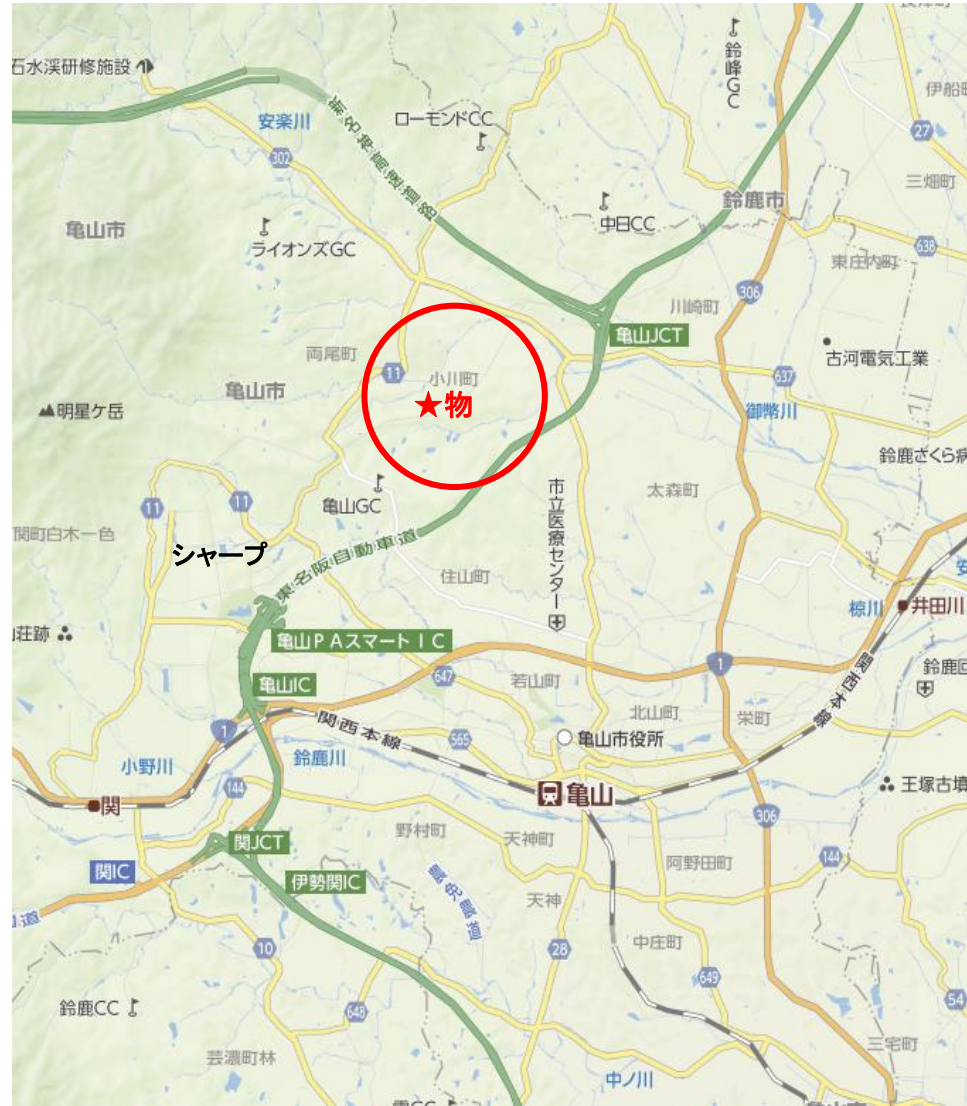 鈴峰GC
石水渓研修施設
伊船町
ローモンドCC
安楽川
新名神高速道路
27
302
三畑町
鈴鹿市
亀山市
中日CC
ライオンズGC
638
東庄内町
306
川崎町
亀山JCT
古河電気工業
両尾町
11
小川町
637
亀山市
★物
御幣川
明星ケ岳
鈴鹿さくら病
市立医療センター
太森町
亀山GC
11
11
関町白木一色
東名阪自動車道
シャープ
住山町
椋川
井田川
荘跡
亀山PAスマートIC
関西本線
647
若山町
1
鈴鹿回
亀山IC
北山町
栄町
1
関西本線
565
亀山市役所
小野川
鈴鹿川
144
亀山
王塚古墳
関
306
野村町
天神町
関JCT
阿野田町
144
関IC
伊勢関IC
天神
道
10
28
中庄町
649
54
鈴鹿CC
648
三宅町
芸濃町林
中ノ川